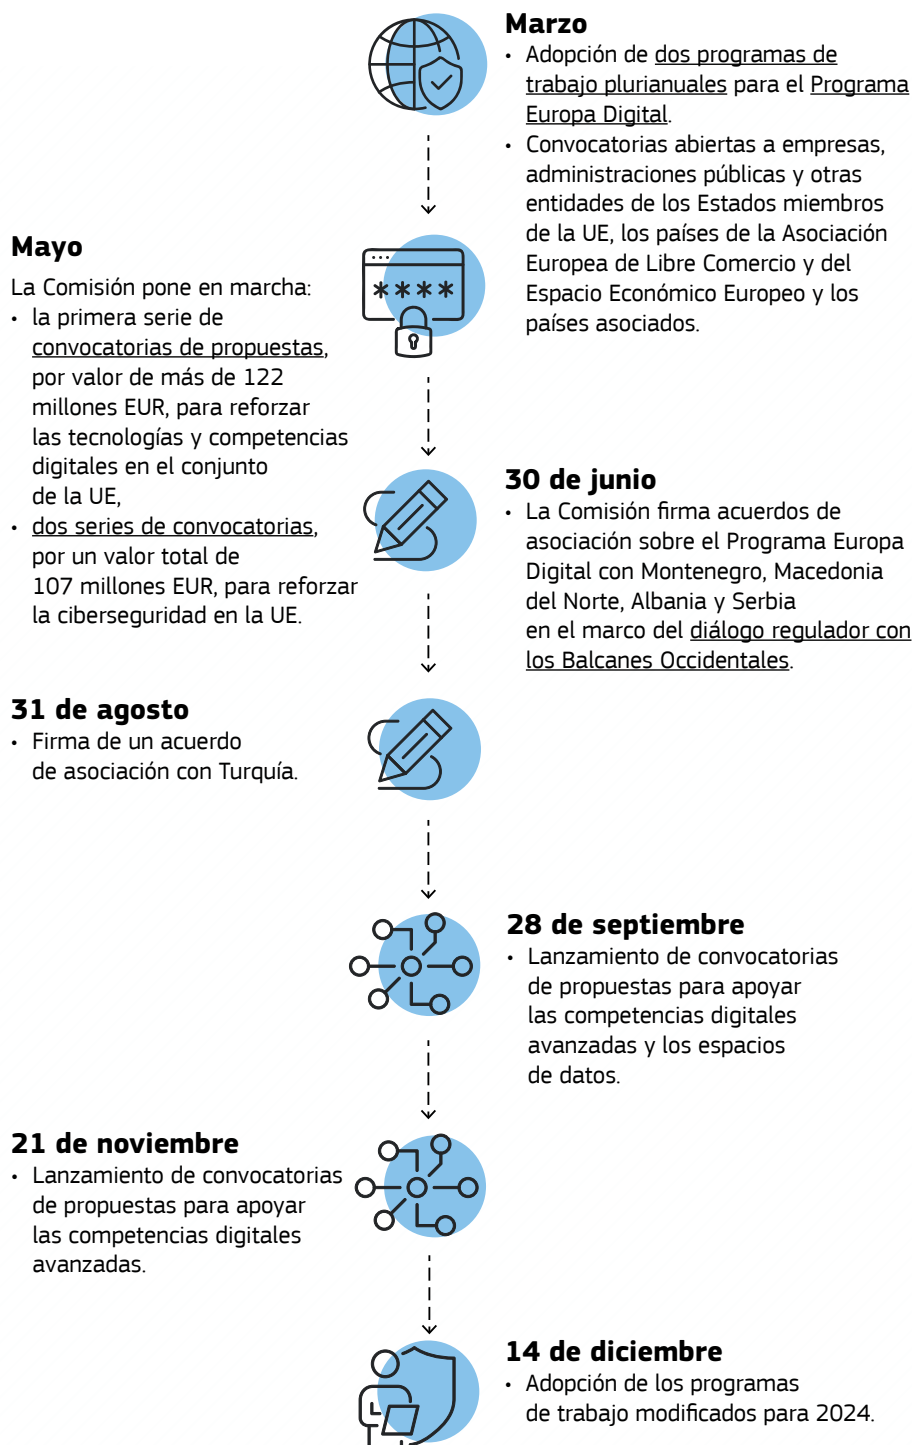 Marzo
• Adopción de dos programas de
trabajo plurianuales para el Programa
Europa Digital.
• Convocatorias abiertas a empresas,
administraciones públicas y otras
entidades de los Estados miembros
de la UE, los países de la Asociación
Europea de Libre Comercio y del
Espacio Económico Europeo y los
países asociados.
Mayo
La Comisión pone en marcha:
• la primera serie de
convocatorias de propuestas,
por valor de más de 122
millones EUR, para reforzar
las tecnologías y competencias
digitales en el conjunto
de la UE,
• dos series de convocatorias,
por un valor total de
107 millones EUR, para reforzar
la ciberseguridad en la UE.
30 de junio
• La Comisión firma acuerdos de
asociación sobre el Programa Europa
Digital con Montenegro, Macedonia
del Norte, Albania y Serbia
en el marco del diálogo regulador con
los Balcanes Occidentales.
31 de agosto
• Firma de un acuerdo
de asociación con Turquía.
28 de septiembre
• Lanzamiento de convocatorias
de propuestas para apoyar
las competencias digitales
avanzadas y los espacios
de datos.
21 de noviembre
• Lanzamiento de convocatorias
de propuestas para apoyar
las competencias digitales
avanzadas.
14 de diciembre
• Adopción de los programas
de trabajo modificados para 2024.